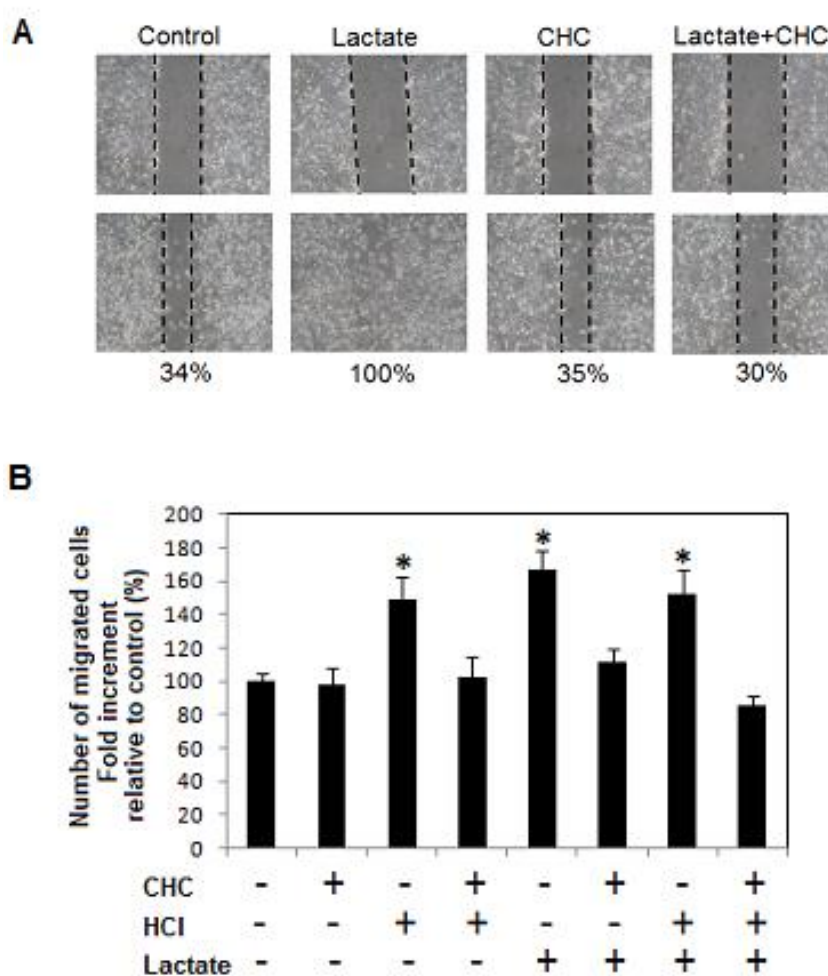 A
Control Lactate CHC Lactate+CHC
34% 100% 35% 30%
B
Number of migrated cells
Fold increment
relative to control (%)
200
180
160
140
120
100
80
60
40
20
0
* * *
CHC - + - + - + - +
HCl - - + + - - + +
Lactate - - - - + + + +